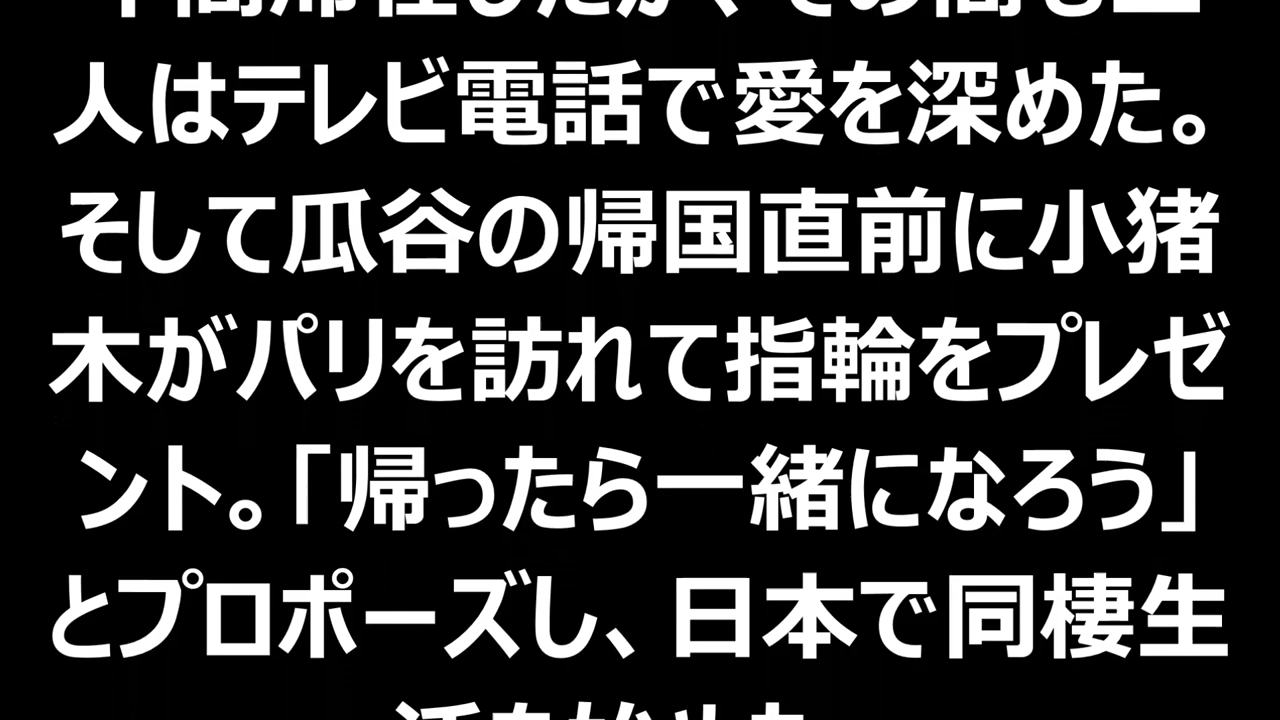 人はテレビ電話で愛を深めた。
そして瓜谷の帰国直前に小猪
木がパリを訪れて指輪をプレゼ
ント。「帰ったら一緒になろう」
とプロポーズし、日本で同棲生